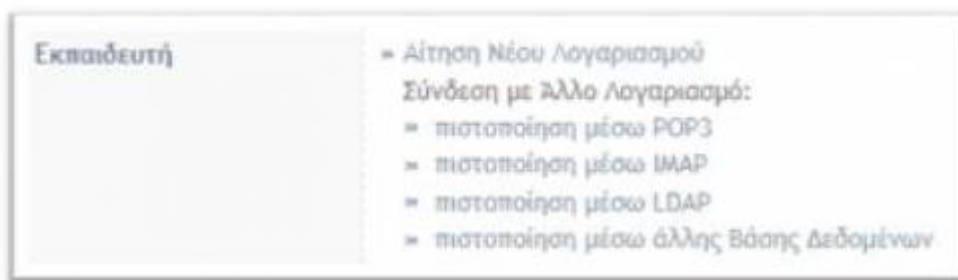 Εκπαιδευτή
» Αίτηση Νέου Λογαριασμού
Σύνδεση με Άλλο Λογαριασμό:
» πιστοποίηση μέσω POP3
» πιστοποίηση μέσω IMAP
» πιστοποίηση μέσω LDAP
» πιστοποίηση μέσω άλλης Βάσης Δεδομένων